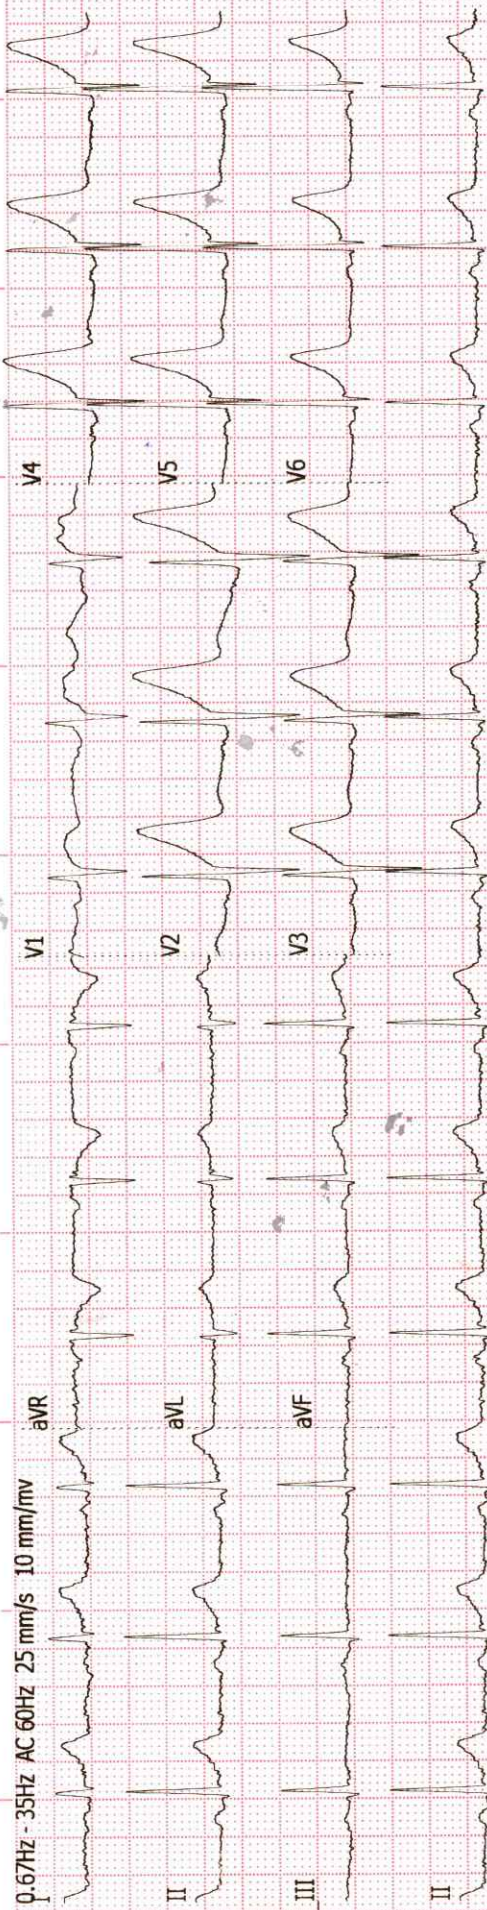 0.67Hz - 35Hz AC 60Hz 25 mm/s 10 mm/mv
I aVR V1 V4
II aVL V2 V5
III aVF V3 V6
II